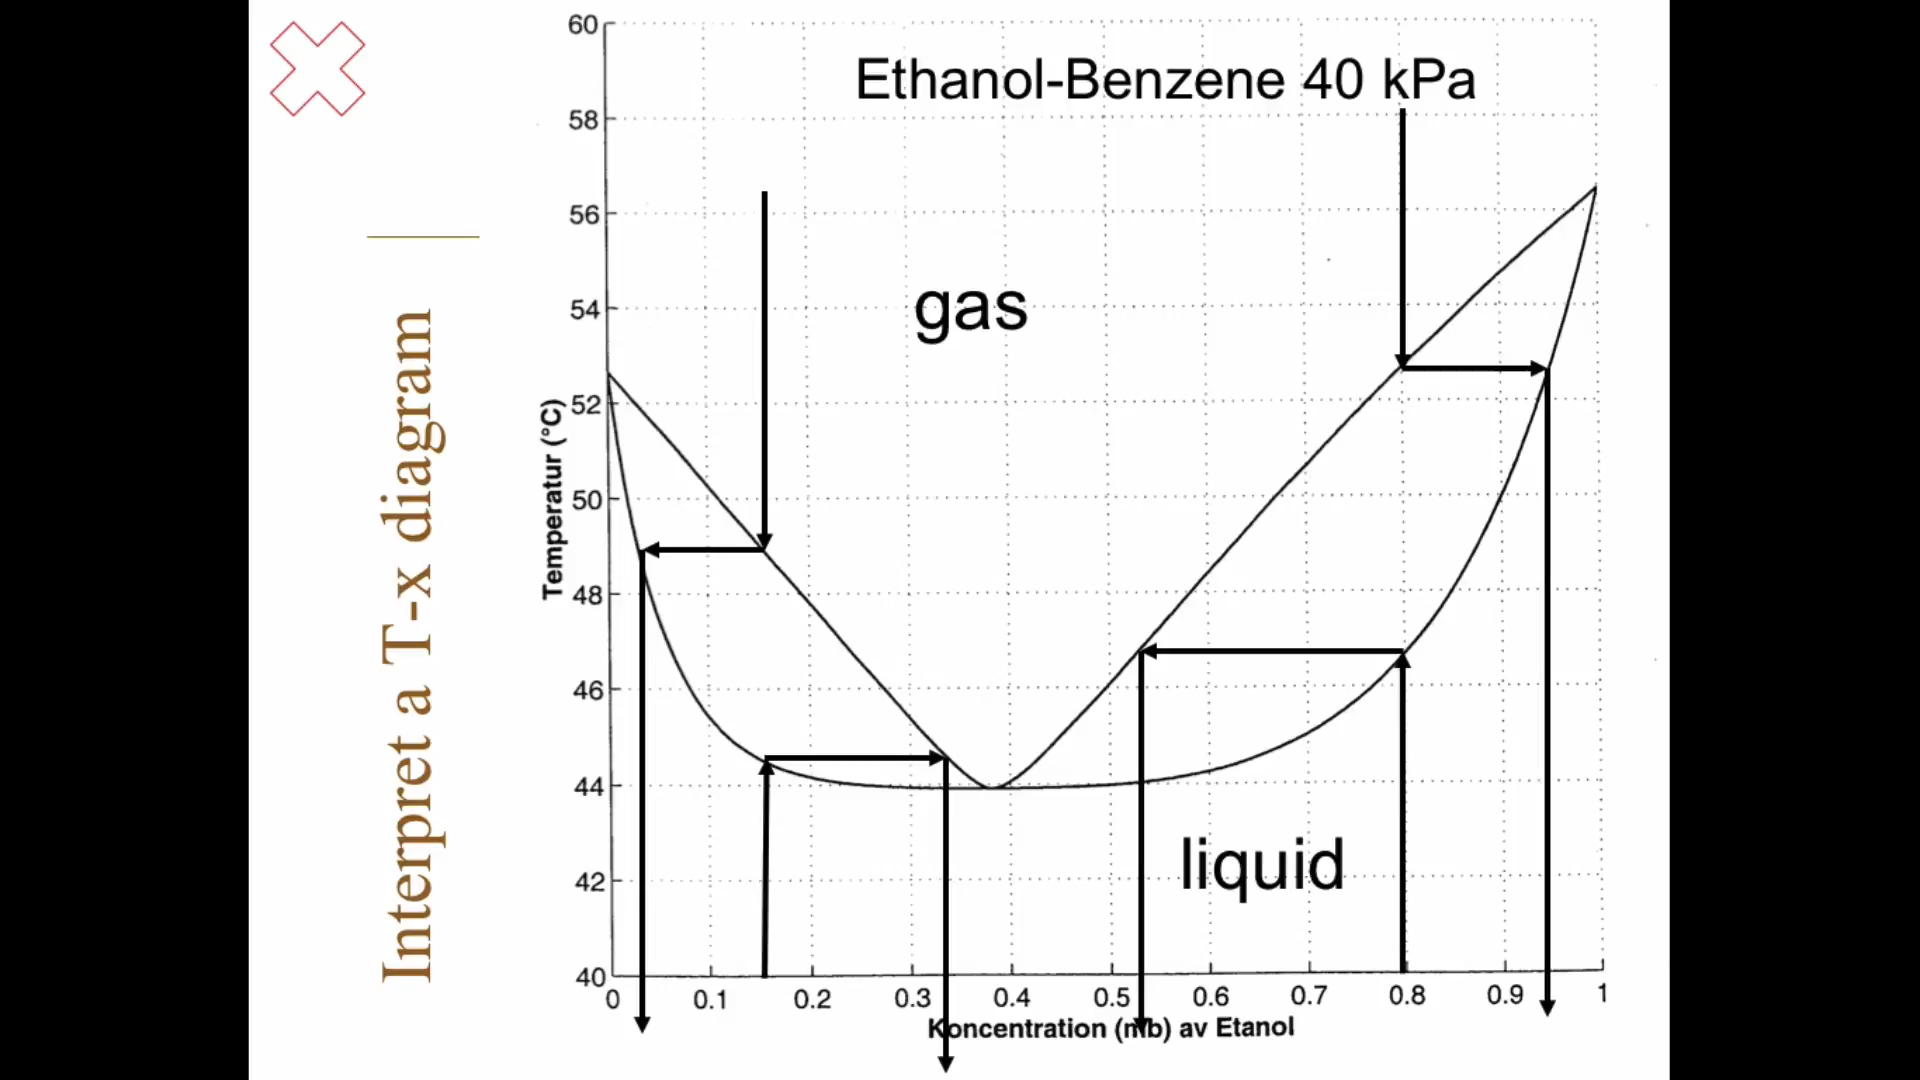 Interpret a T-x diagram
Ethanol-Benzene 40 kPa
gas
liquid
Temperatur (°C)
60
58
56
54
52
50
48
46
44
42
40
0 0.1 0.2 0.3 0.4 0.5 0.6 0.7 0.8 0.9 1
Koncentration (mb) av Etanol